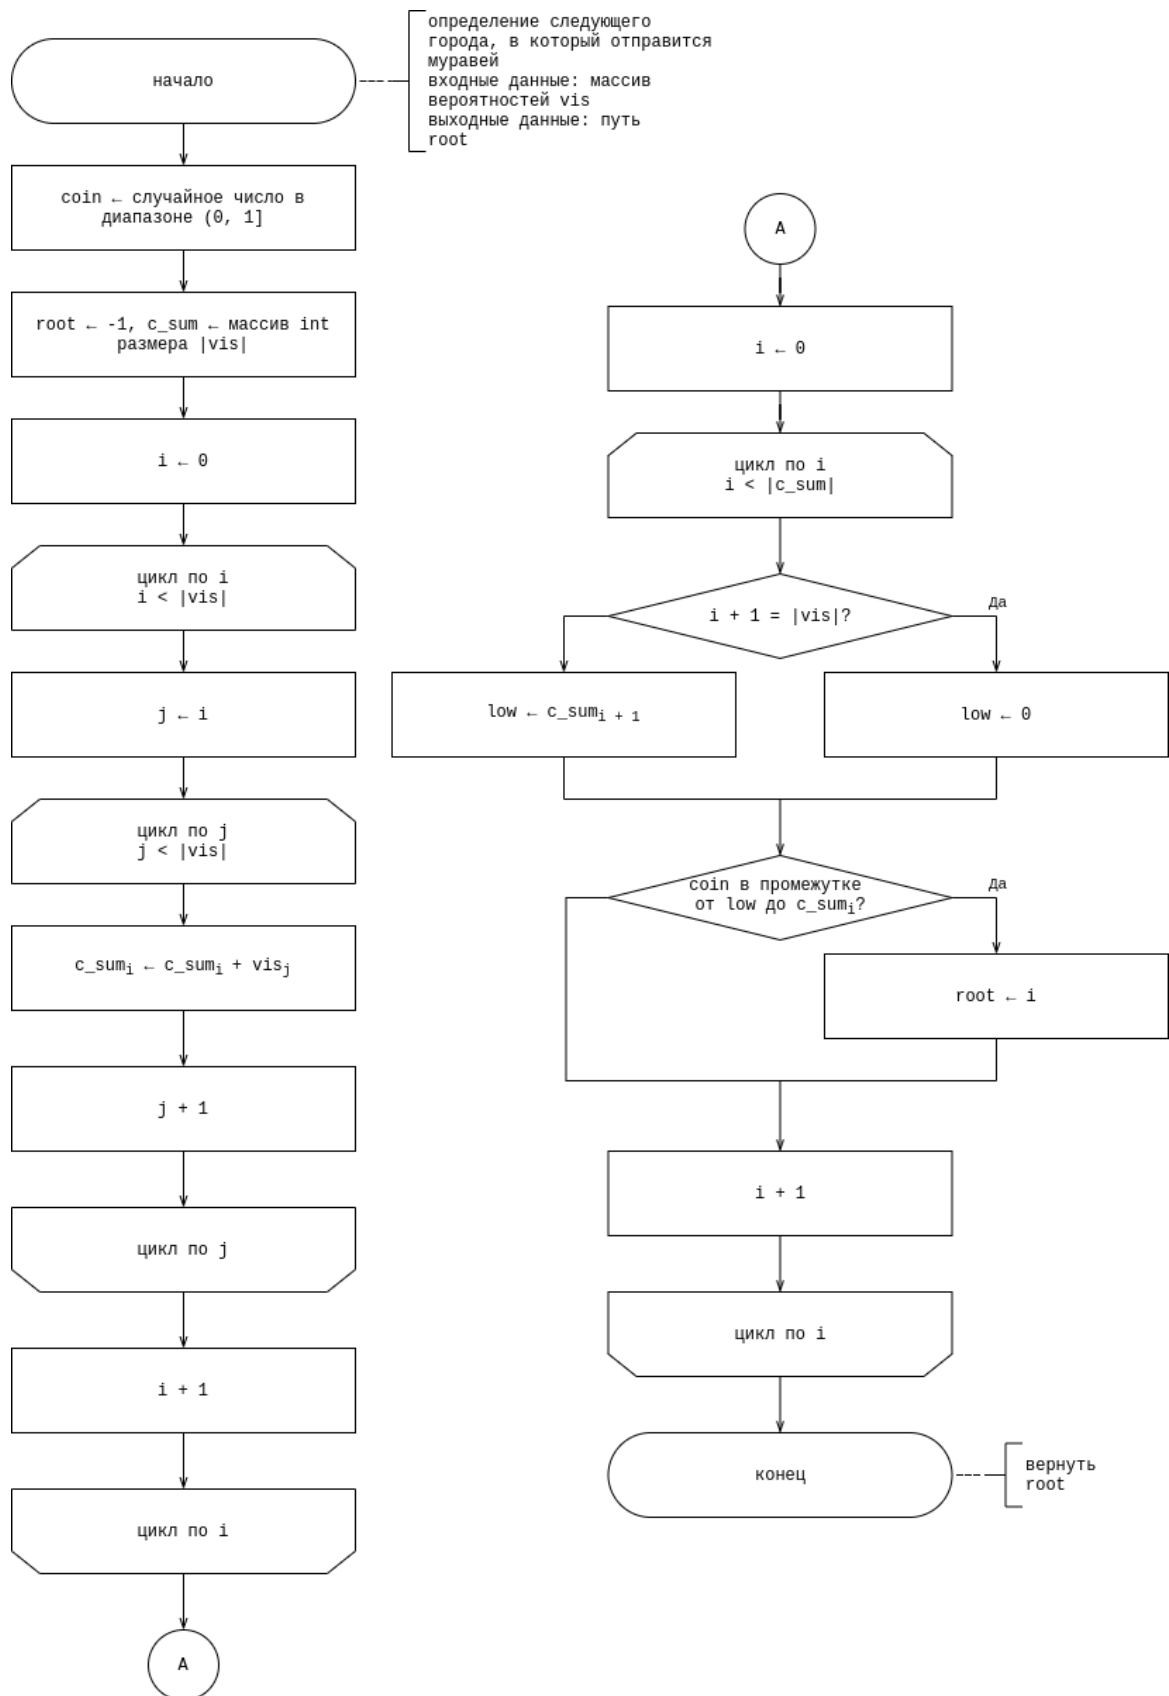 начало
определение следующего
города, в который отправится
муравей
входные данные: массив
вероятностей vis
выходные данные: путь
root
coin ← случайное число в
диапазоне (0, 1]
root ← -1, c_sum ← массив int
размера |vis|
i ← 0
цикл по i
i < |vis|
j ← i
цикл по j
j < |vis|
c_sumi ← c_sumi + visj
j + 1
цикл по j
i + 1
цикл по i
A
A
i ← 0
цикл по i
i < |c_sum|
i + 1 = |vis|?
Да
low ← c_sumi + 1
low ← 0
coin в промежутке
от low до c_sumi?
Да
root ← i
i + 1
цикл по i
конец
вернуть
root